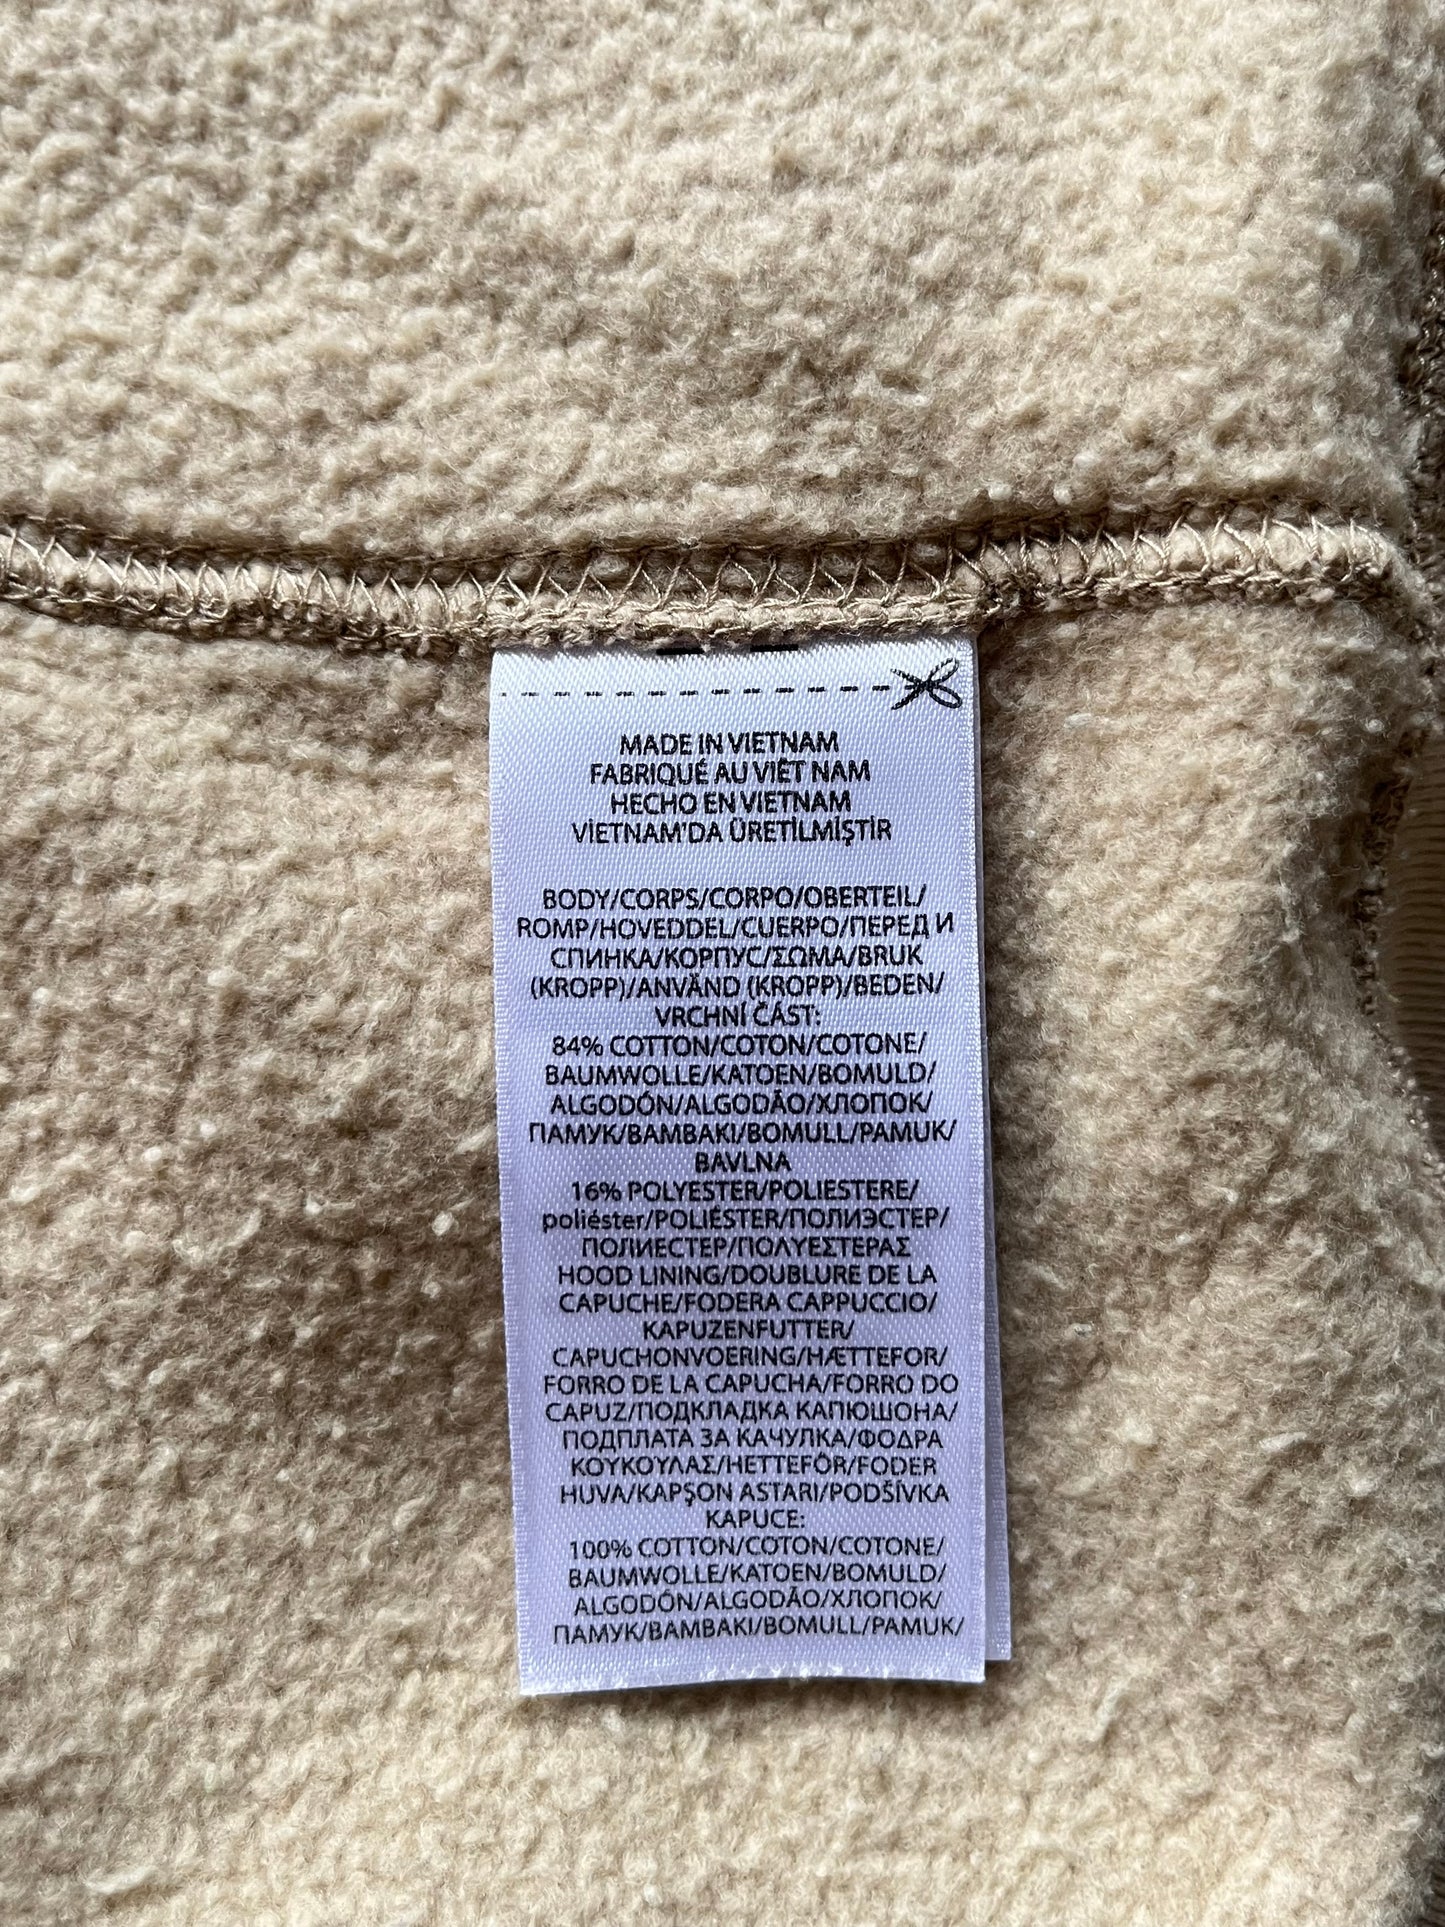 MADE IN VIETNAM
FABRIQUÉ AU VIÊT NAM
HECHO EN VIETNAM
VİETNAM'DA ÜRETİLMİŞTİR
BODY/CORPS/CORPO/OBERTEIL/
ROMP/HOVEDDEL/CUERPO/ПЕРЕД И
СПИНКА/КОРПУС/ΣΩΜΑ/BRUK
(KROPP)/ANVÄND (KROPP)/BEDEN/
VRCHNÍ ČÁST:
84% COTTON/COTON/COTONE/
BAUMWOLLE/KATOEN/BOMULD/
ALGODÓN/ALGODÃO/ХЛОПОК/
ПАМУК/ΒΑΜΒΑΚΙ/BOMULL/PAMUK/
BAVLNA
16% POLYESTER/POLIESTERE/
poliéster/POLIÉSTER/ПОЛИЭСТЕР/
ПОЛИЕСТЕР/ΠΟΛΥΕΣΤΕΡΑΣ
HOOD LINING/DOUBLURE DE LA
CAPUCHE/FODERA CAPPUCCIO/
KAPUZENFUTTER/
CAPUCHONVOERING/HÆTTEFOR/
FORRO DE LA CAPUCHA/FORRO DO
CAPUZ/ПОДКЛАДКА КАПЮШОНА/
ПОДПЛАТА ЗА КАЧУЛКА/ΦΟΔΡΑ
ΚΟΥΚΟΥΛΑΣ/HETTEFÔR/FODER
HUVA/KAPŞON ASTARI/PODŠÍVKA
KAPUCE:
100% COTTON/COTON/COTONE/
BAUMWOLLE/KATOEN/BOMULD/
ALGODÓN/ALGODÃO/ХЛОПОК/
ПАМУК/ΒΑΜΒΑΚΙ/BOMULL/PAMUK/